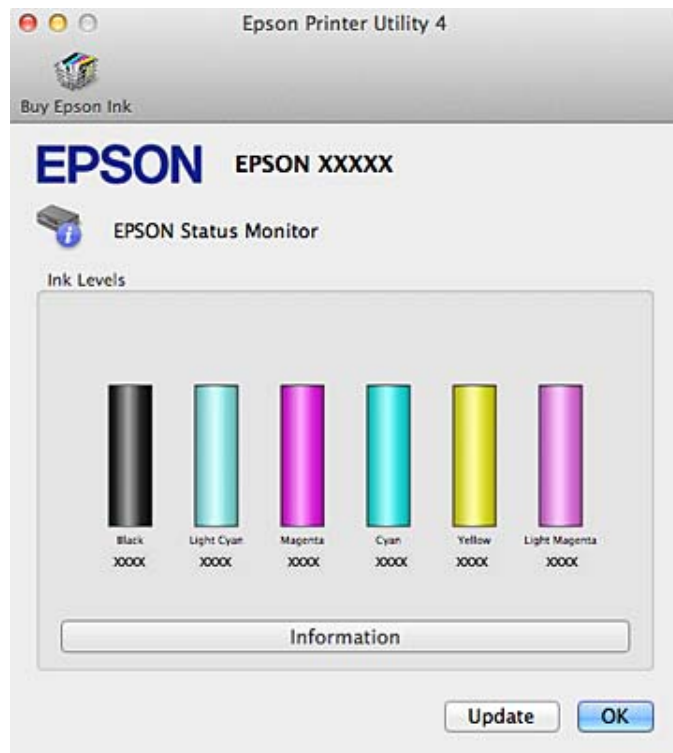 Epson Printer Utility 4
Buy Epson Ink
EPSON EPSON XXXXX
EPSON Status Monitor
Ink Levels
Black Light Cyan Magenta Cyan Yellow Light Magenta
XXXX XXXX XXXX XXXX XXXX XXXX
Information
Update OK